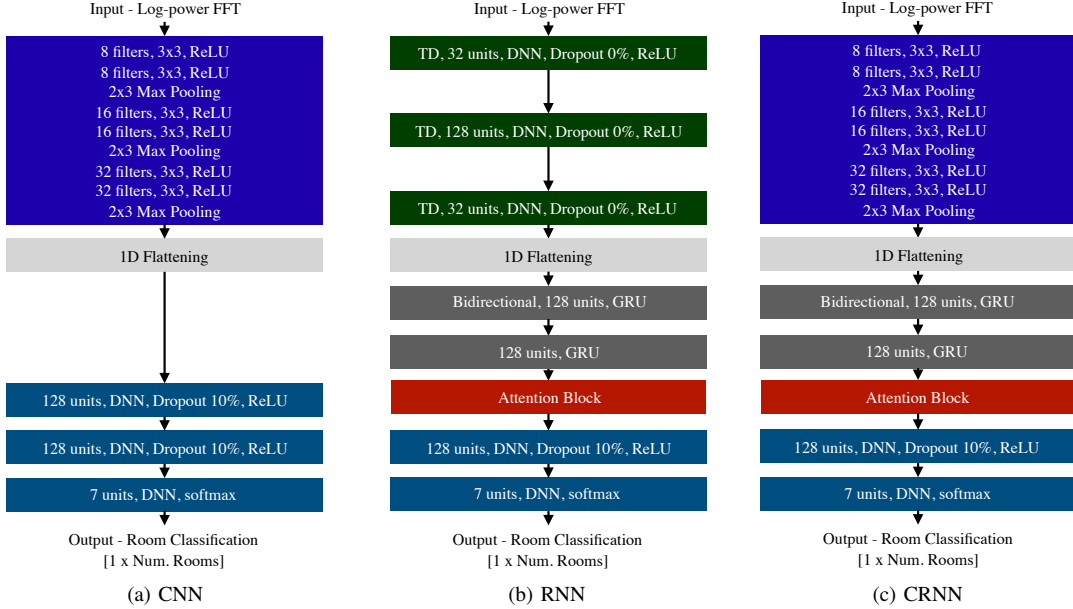 Input - Log-power FFT
8 filters, 3x3, ReLU
8 filters, 3x3, ReLU
2x3 Max Pooling
16 filters, 3x3, ReLU
16 filters, 3x3, ReLU
2x3 Max Pooling
32 filters, 3x3, ReLU
32 filters, 3x3, ReLU
2x3 Max Pooling
1D Flattening
128 units, DNN, Dropout 10%, ReLU
128 units, DNN, Dropout 10%, ReLU
7 units, DNN, softmax
Output - Room Classification
[1 x Num. Rooms]
(a) CNN
Input - Log-power FFT
TD, 32 units, DNN, Dropout 0%, ReLU
TD, 128 units, DNN, Dropout 0%, ReLU
TD, 32 units, DNN, Dropout 0%, ReLU
1D Flattening
Bidirectional, 128 units, GRU
128 units, GRU
Attention Block
128 units, DNN, Dropout 10%, ReLU
7 units, DNN, softmax
Output - Room Classification
[1 x Num. Rooms]
(b) RNN
Input - Log-power FFT
8 filters, 3x3, ReLU
8 filters, 3x3, ReLU
2x3 Max Pooling
16 filters, 3x3, ReLU
16 filters, 3x3, ReLU
2x3 Max Pooling
32 filters, 3x3, ReLU
32 filters, 3x3, ReLU
2x3 Max Pooling
1D Flattening
Bidirectional, 128 units, GRU
128 units, GRU
Attention Block
128 units, DNN, Dropout 10%, ReLU
7 units, DNN, softmax
Output - Room Classification
[1 x Num. Rooms]
(c) CRNN